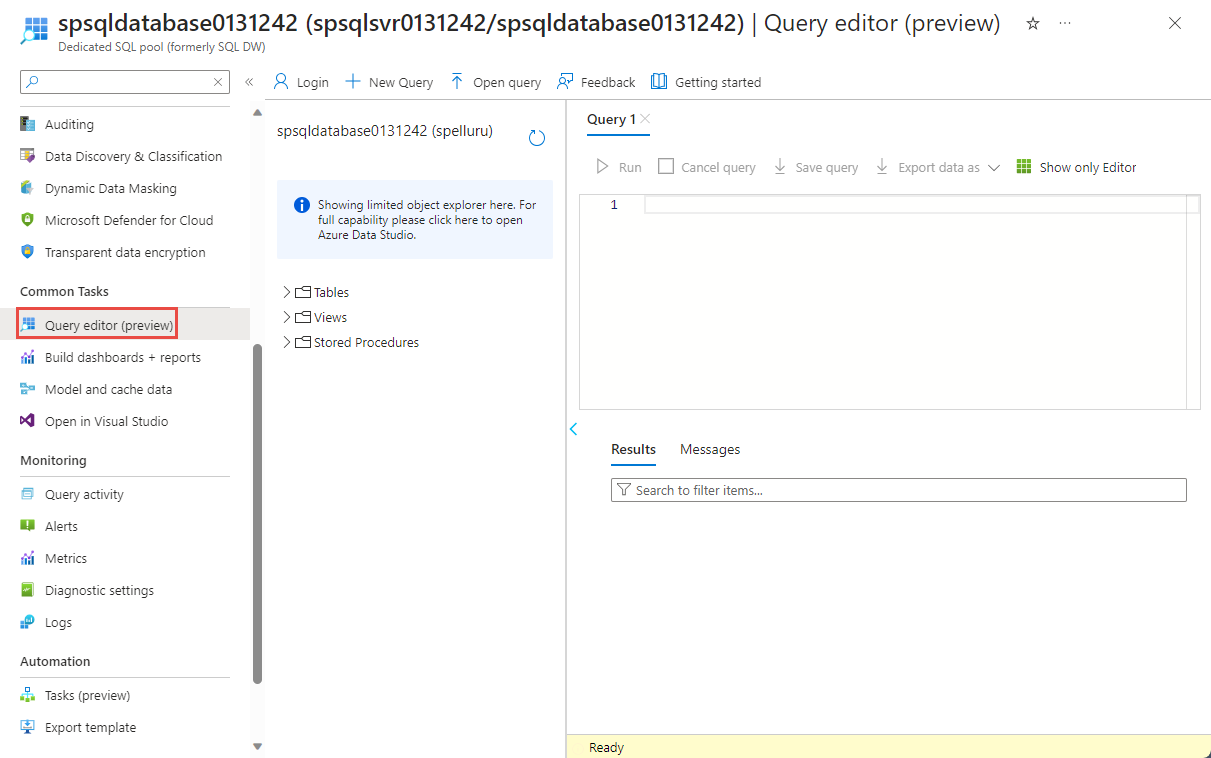 spsqldatabase0131242 (spsqlsvr0131242/spsqldatabase0131242) | Query editor (preview)
Dedicated SQL pool (formerly SQL DW)
Login
New Query
Open query
Feedback
Getting started
Auditing
Data Discovery & Classification
Dynamic Data Masking
Microsoft Defender for Cloud
Transparent data encryption
Common Tasks
Query editor (preview)
Build dashboards + reports
Model and cache data
Open in Visual Studio
Monitoring
Query activity
Alerts
Metrics
Diagnostic settings
Logs
Automation
Tasks (preview)
Export template
spsqldatabase0131242 (spelluru)
Showing limited object explorer here. For
full capability please click here to open
Azure Data Studio.
Tables
Views
Stored Procedures
Query 1
Run
Cancel query
Save query
Export data as
Show only Editor
1
Results
Messages
Search to filter items...
Ready